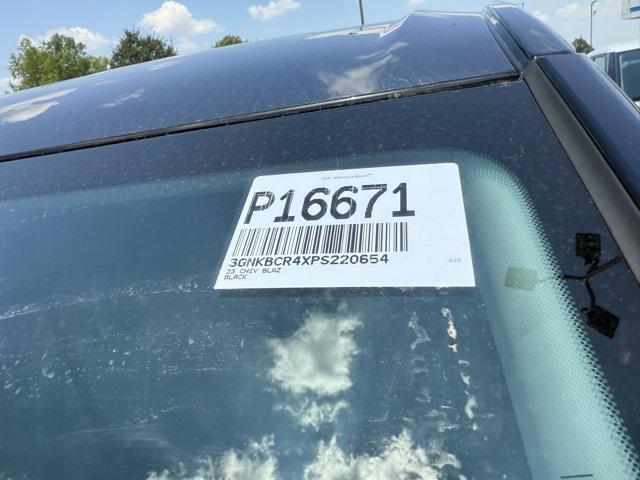 P16671
3GNKBCR4XPS220654
23 CHEV BLAZ
BLACK